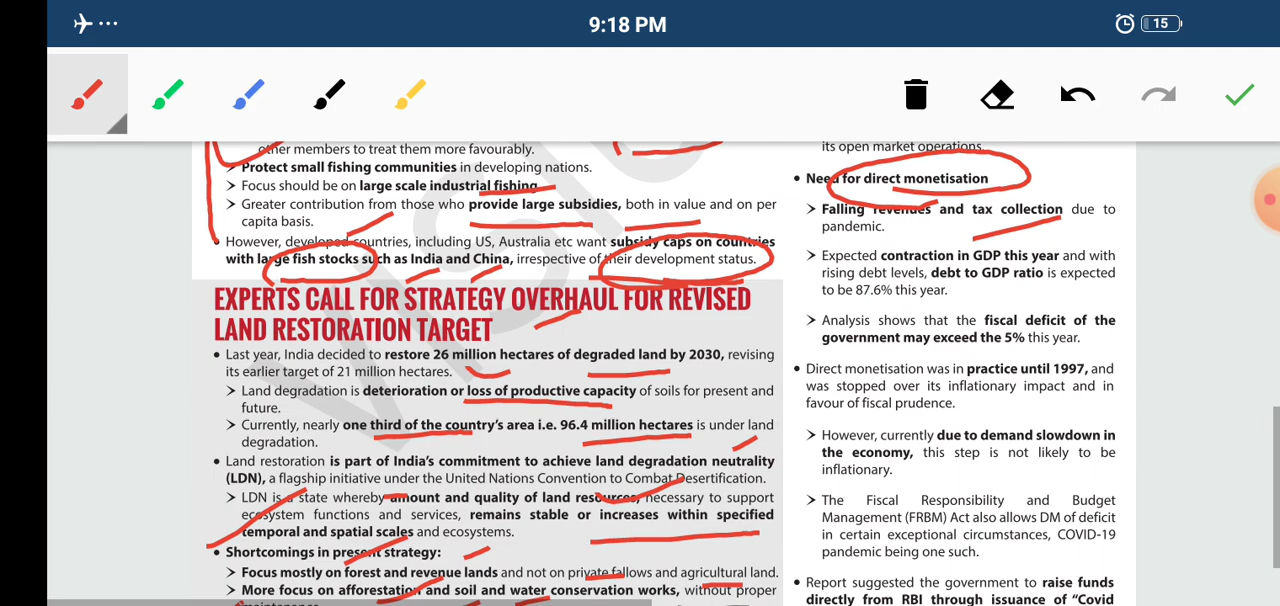 9:18 PM
15
other members to treat them more favourably.
➤ Protect small fishing communities in developing nations.
➤ Focus should be on large scale industrial fishing
➤ Greater contribution from those who provide large subsidies, both in value and on per
capita basis.
• However, developed countries, including US, Australia etc want subsidy caps on countries
with large fish stocks such as India and China, irrespective of their development status.
EXPERTS CALL FOR STRATEGY OVERHAUL FOR REVISED
LAND RESTORATION TARGET
• Last year, India decided to restore 26 million hectares of degraded land by 2030, revising
its earlier target of 21 million hectares.
➤ Land degradation is deterioration or loss of productive capacity of soils for present and
future.
➤ Currently, nearly one third of the country's area i.e. 96.4 million hectares is under land
degradation.
• Land restoration is part of India's commitment to achieve land degradation neutrality
(LDN), a flagship initiative under the United Nations Convention to Combat Desertification.
➤ LDN is a state whereby amount and quality of land resources, necessary to support
ecosystem functions and services, remains stable or increases within specified
temporal and spatial scales and ecosystems.
• Shortcomings in present strategy:
➤ Focus mostly on forest and revenue lands and not on private fallows and agricultural land.
➤ More focus on afforestation and soil and water conservation works, without proper
its open market operations.
• Need for direct monetisation
➤ Falling revenues and tax collection due to
pandemic.
➤ Expected contraction in GDP this year and with
rising debt levels, debt to GDP ratio is expected
to be 87.6% this year.
➤ Analysis shows that the fiscal deficit of the
government may exceed the 5% this year.
• Direct monetisation was in practice until 1997, and
was stopped over its inflationary impact and in
favour of fiscal prudence.
➤ However, currently due to demand slowdown in
the economy, this step is not likely to be
inflationary.
➤ The Fiscal Responsibility and Budget
Management (FRBM) Act also allows DM of deficit
in certain exceptional circumstances, COVID-19
pandemic being one such.
• Report suggested the government to raise funds
directly from RBI through issuance of "Covid